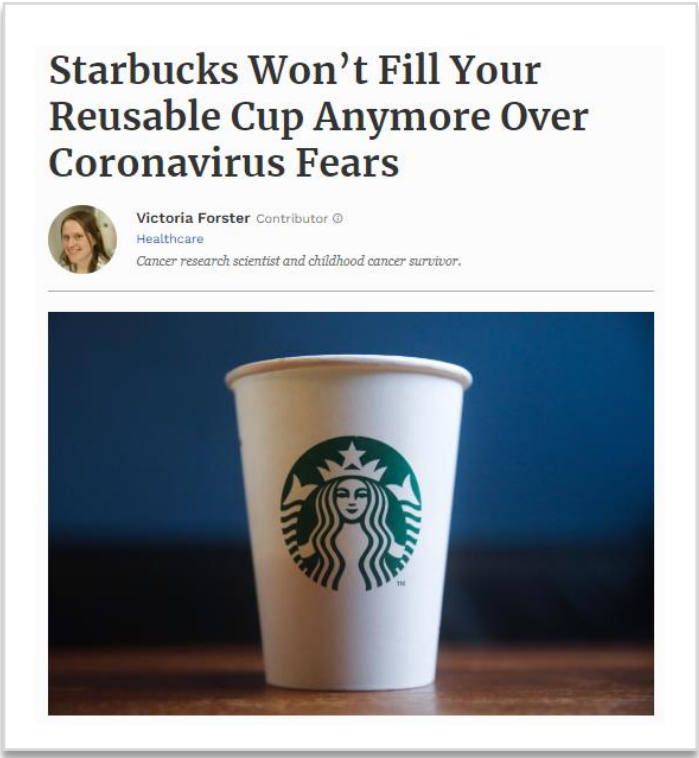 Starbucks Won’t Fill Your
Reusable Cup Anymore Over
Coronavirus Fears
Victoria Forster Contributor
Healthcare
Cancer research scientist and childhood cancer survivor.
TM